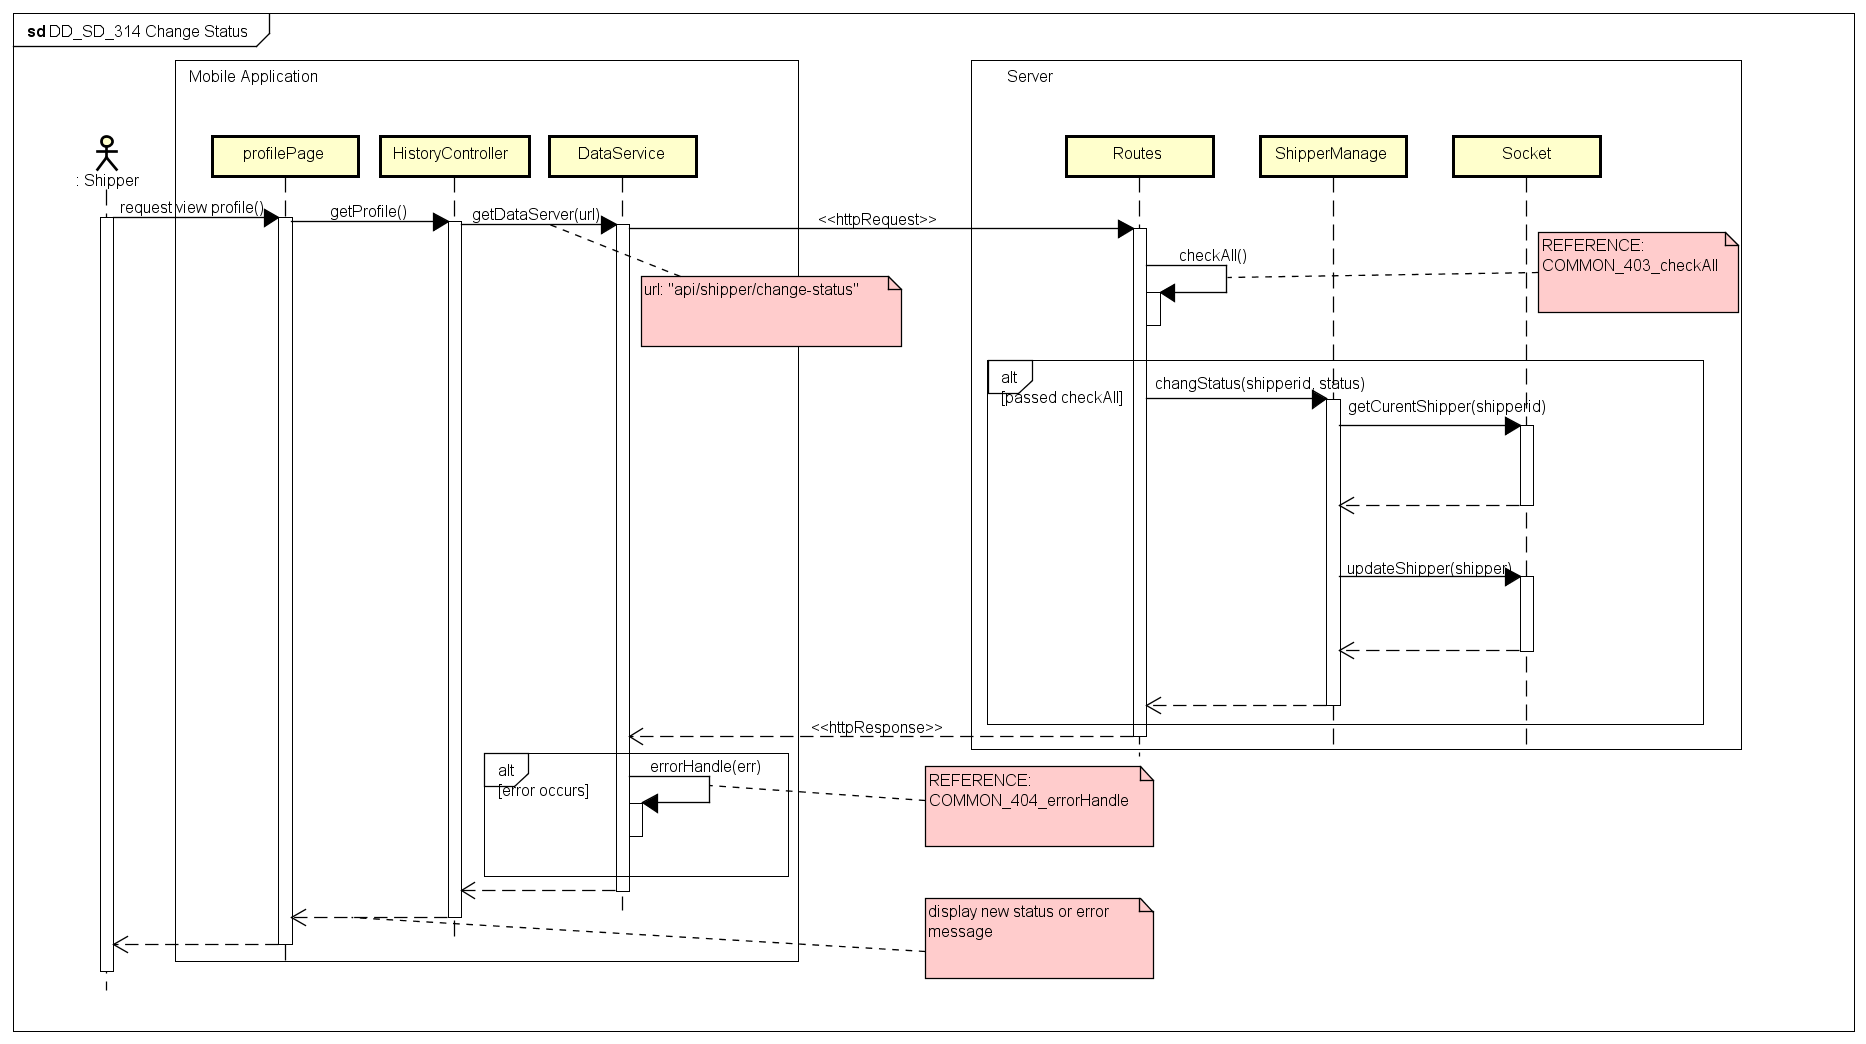 sd DD_SD_314 Change Status
Mobile Application
Server
profilePage
HistoryController
DataService
Routes
ShipperManage
Socket
: Shipper
request view profile()
getProfile()
getDataServer(url)
<<httpRequest>>
checkAll()
REFERENCE:
COMMON_403_checkAll
url: "api/shipper/change-status"
alt
[passed checkAll]
changStatus(shipperid, status)
getCurentShipper(shipperid)
updateShipper(shipper)
<<httpResponse>>
alt
[error occurs]
errorHandle(err)
REFERENCE:
COMMON_404_errorHandle
display new status or error
message